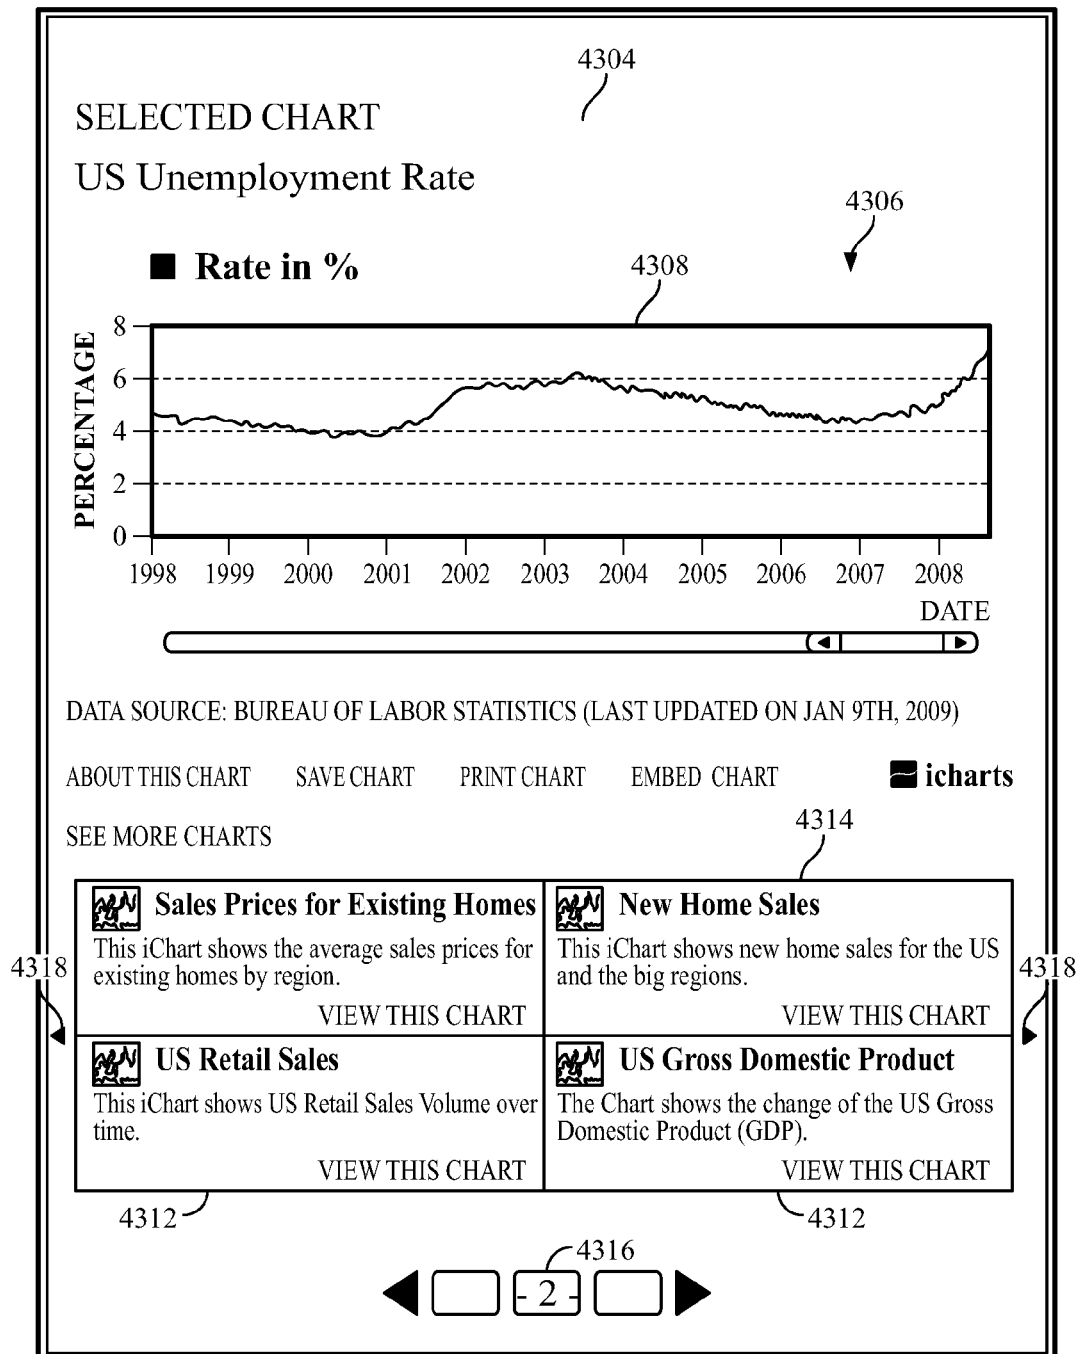 4304
SELECTED CHART
US Unemployment Rate
4306
Rate in %
4308
PERCENTAGE
8
6
4
2
0
1998 1999 2000 2001 2002 2003 2004 2005 2006 2007 2008
DATE
DATA SOURCE: BUREAU OF LABOR STATISTICS (LAST UPDATED ON JAN 9TH, 2009)
ABOUT THIS CHART SAVE CHART PRINT CHART EMBED CHART icharts
4314
SEE MORE CHARTS
Sales Prices for Existing Homes
This iChart shows the average sales prices for
existing homes by region.
VIEW THIS CHART
New Home Sales
This iChart shows new home sales for the US
and the big regions.
VIEW THIS CHART
4318
4318
US Retail Sales
This iChart shows US Retail Sales Volume over
time.
VIEW THIS CHART
US Gross Domestic Product
The Chart shows the change of the US Gross
Domestic Product (GDP).
VIEW THIS CHART
4312
4312
4316
- 2 -